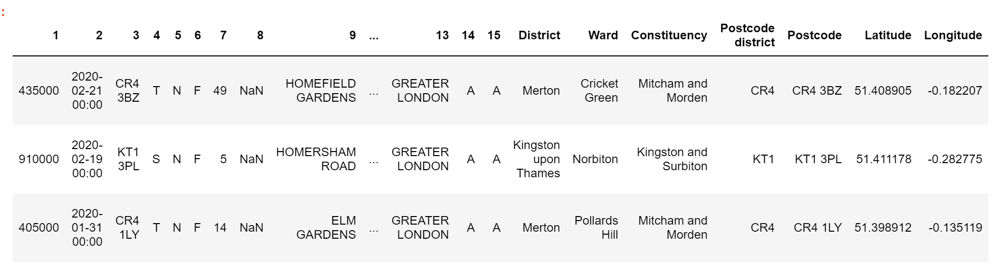 :
1 2 3 4 5 6 7 8 9 ... 13 14 15 District Ward Constituency Postcode district Postcode Latitude Longitude
435000 2020-02-21 00:00 CR4 3BZ T N F 49 NaN HOMEFIELD GARDENS ... GREATER LONDON A A Merton Cricket Green Mitcham and Morden CR4 CR4 3BZ 51.408905 -0.182207
910000 2020-02-19 00:00 KT1 3PL S N F 5 NaN HOMERSHAM ROAD ... GREATER LONDON A A Kingston upon Thames Norbiton Kingston and Surbiton KT1 KT1 3PL 51.411178 -0.282775
405000 2020-01-31 00:00 CR4 1LY T N F 14 NaN ELM GARDENS ... GREATER LONDON A A Merton Pollards Hill Mitcham and Morden CR4 CR4 1LY 51.398912 -0.135119